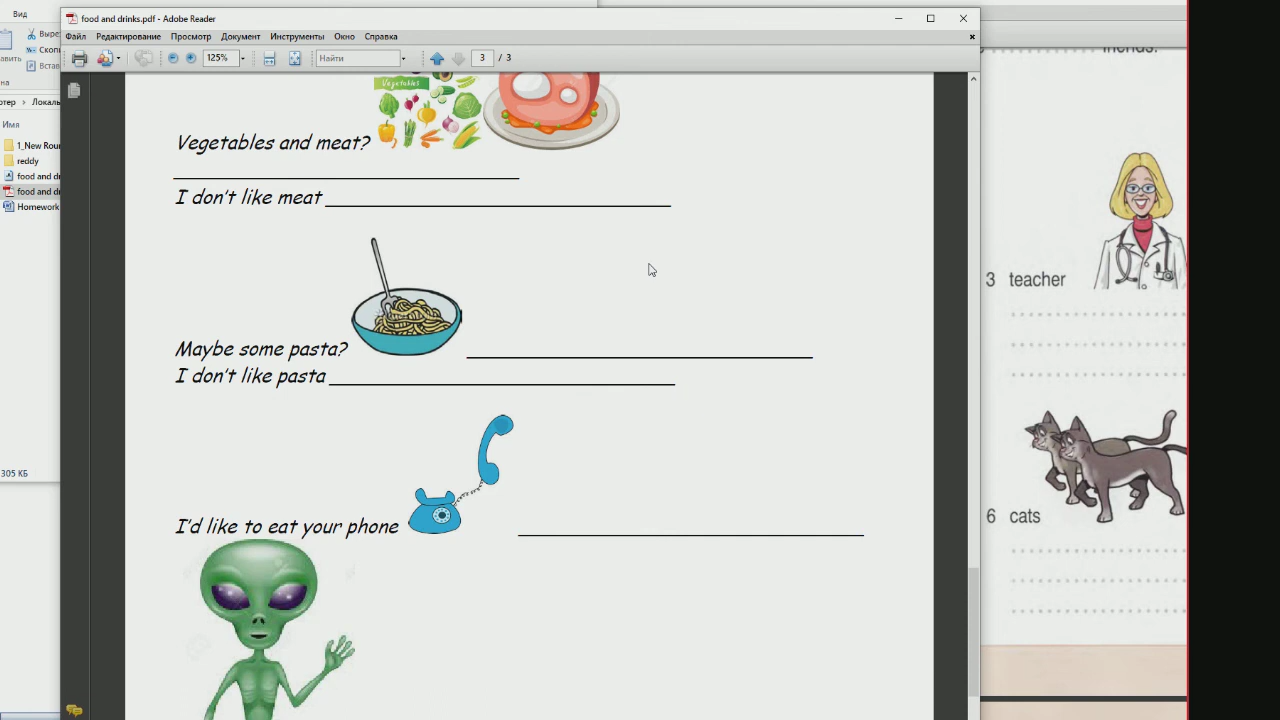 Вид
food and drinks.pdf - Adobe Reader
Файл Редактирование Просмотр Документ Инструменты Окно Справка
125% Найти 3 / 3
Имя
1_New Rou
reddy
food and dr
food and di
Homework
305 КБ
Vegetables
Vegetables and meat?
I don't like meat
Maybe some pasta?
I don't like pasta
I'd like to eat your phone
friends.
3 teacher
6 cats